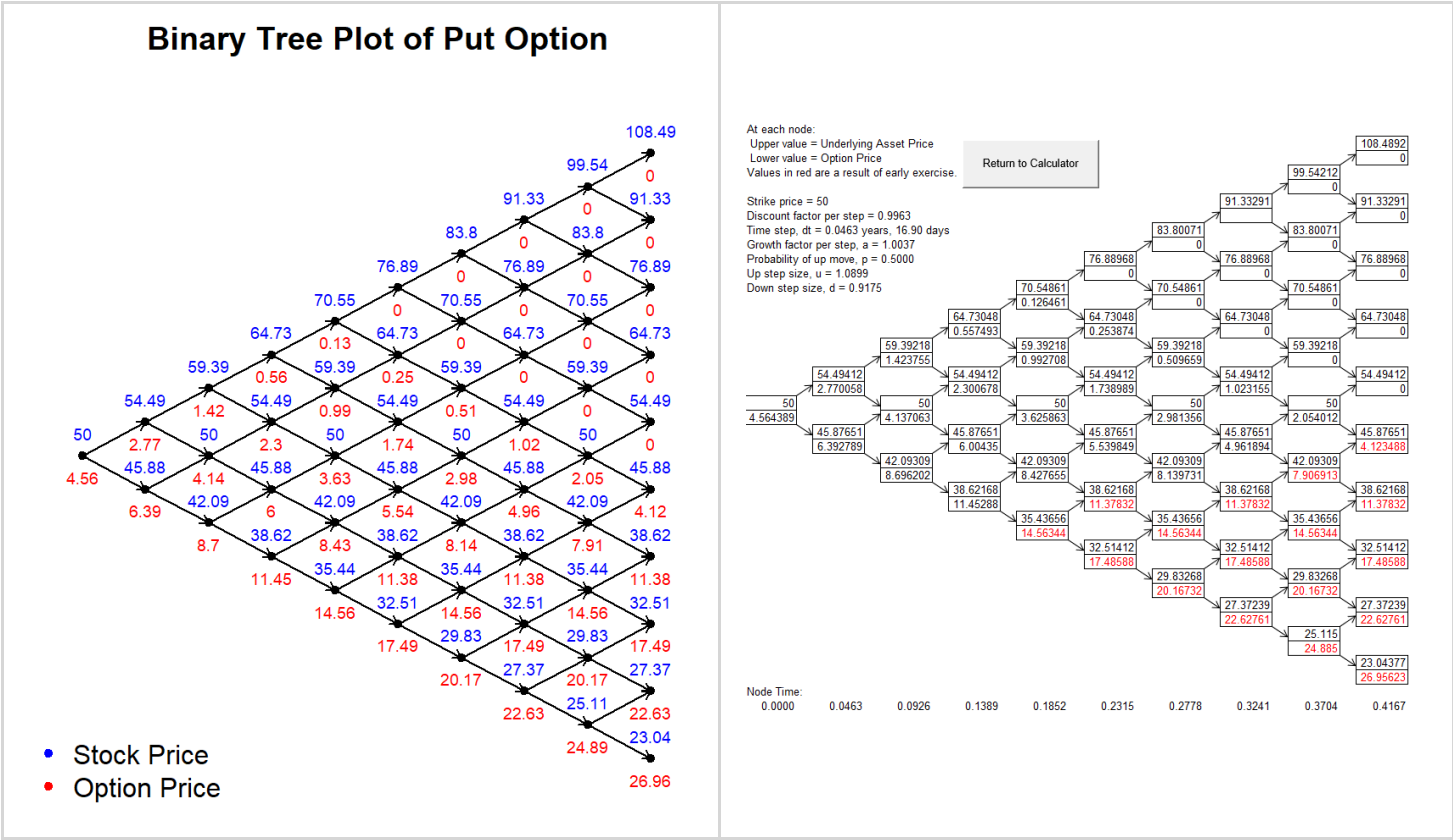 Binary Tree Plot of Put Option
108.49
99.54
0
91.33 91.33
0
83.8 83.8
0 0
76.89 76.89 76.89
0 0
70.55 70.55 70.55
0 0 0
64.73 64.73 64.73 64.73
0.13 0 0
59.39 59.39 59.39 59.39
0.56 0.25 0 0
54.49 54.49 54.49 54.49 54.49
1.42 0.99 0.51 0
50 50 50 50 50
2.77 2.3 1.74 1.02 0
45.88 45.88 45.88 45.88 45.88
4.56 4.14 3.63 2.98 2.05
42.09 42.09 42.09 42.09
6.39 6 5.54 4.96 4.12
38.62 38.62 38.62 38.62
8.7 8.43 8.14 7.91
35.44 35.44 35.44
11.45 11.38 11.38 11.38
32.51 32.51 32.51
14.56 14.56 14.56
29.83 29.83
17.49 17.49 17.49
27.37 27.37
20.17 20.17
25.11
22.63 22.63
23.04
24.89
26.96
Stock Price
Option Price
At each node:
Upper value = Underlying Asset Price
Lower value = Option Price
Values in red are a result of early exercise.
Return to Calculator
Strike price = 50
Discount factor per step = 0.9963
Time step, dt = 0.0463 years, 16.90 days
Growth factor per step, a = 1.0037
Probability of up move, p = 0.5000
Up step size, u = 1.0899
Down step size, d = 0.9175
108.4892
0
99.54212
0
91.33291 91.33291
0
83.80071 83.80071
0 0
76.88968 76.88968 76.88968
0 0 0
70.54861 70.54861 70.54861
0.126461 0 0
64.73048 64.73048 64.73048 64.73048
0.557493 0.253874 0 0
59.39218 59.39218 59.39218 59.39218
1.423755 0.992708 0.509659 0
54.49412 54.49412 54.49412 54.49412 54.49412
2.770058 2.300678 1.738989 1.023155 0
50 50 50 50 50
4.564389 4.137063 3.625863 2.981356 2.054012
45.87651 45.87651 45.87651 45.87651 45.87651
6.392789 6.00435 5.539849 4.961894 4.123488
42.09309 42.09309 42.09309 42.09309
8.696202 8.427655 8.139731 7.906913
38.62168 38.62168 38.62168 38.62168
11.45288 11.37832 11.37832 11.37832
35.43656 35.43656 35.43656
14.56344 14.56344 14.56344
32.51412 32.51412 32.51412
17.48588 17.48588 17.48588
29.83268 29.83268
20.16732 20.16732
27.37239 27.37239
22.62761 22.62761
25.115
24.885
23.04377
26.95623
Node Time:
0.0000 0.0463 0.0926 0.1389 0.1852 0.2315 0.2778 0.3241 0.3704 0.4167